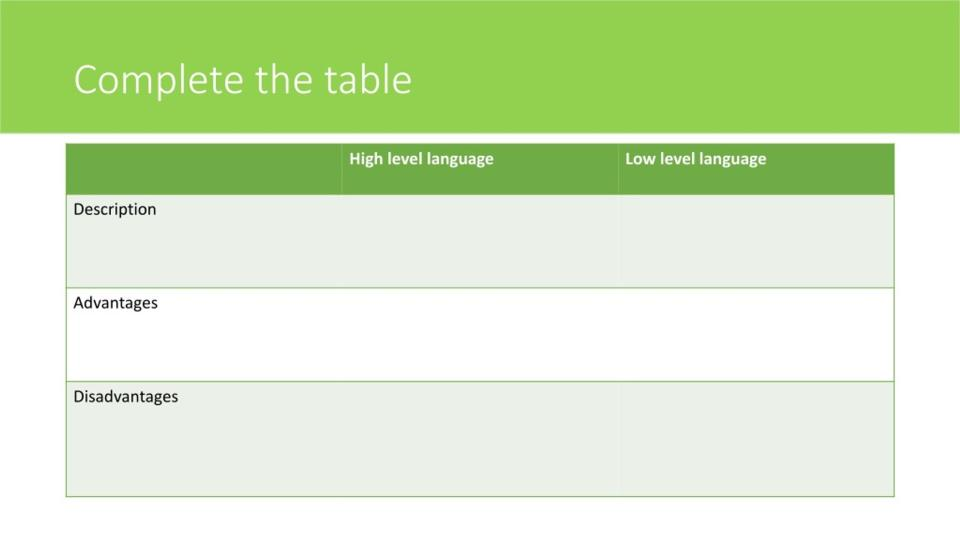 Complete the table
High level language
Low level language
Description
Advantages
Disadvantages